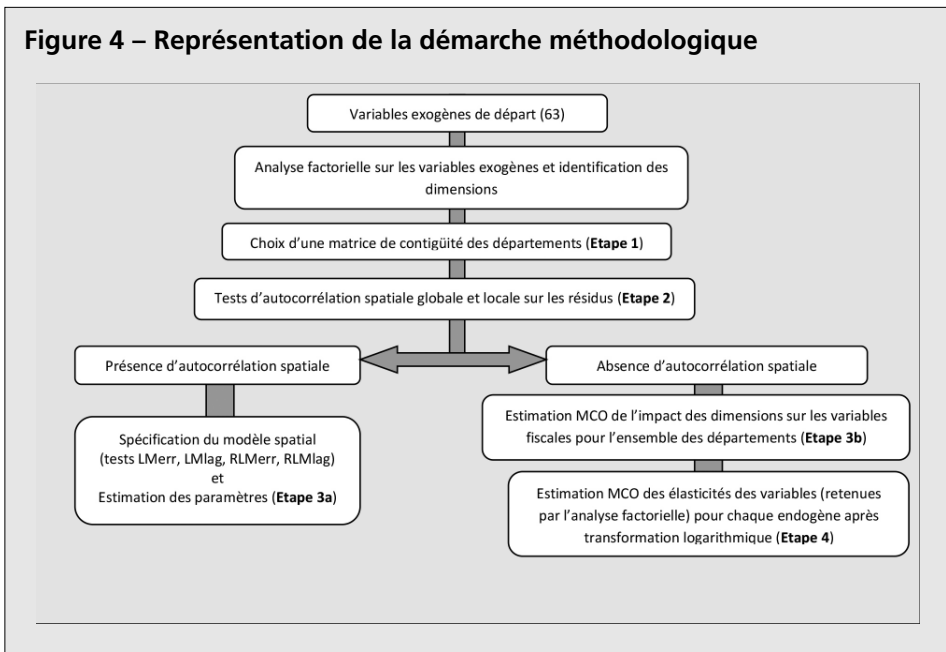 Figure 4 – Représentation de la démarche méthodologique
Variables exogènes de départ (63)
Analyse factorielle sur les variables exogènes et identification des
dimensions
Choix d'une matrice de contigüité des départements (Etape 1)
Tests d'autocorrélation spatiale globale et locale sur les résidus (Etape 2)
Présence d'autocorrélation spatiale
Spécification du modèle spatial
(tests LMerr, LMlag, RLMerr, RLMlag)
et
Estimation des paramètres (Etape 3a)
Absence d'autocorrélation spatiale
Estimation MCO de l'impact des dimensions sur les variables
fiscales pour l'ensemble des départements (Etape 3b)
Estimation MCO des élasticités des variables (retenues
par l'analyse factorielle) pour chaque endogène après
transformation logarithmique (Etape 4)